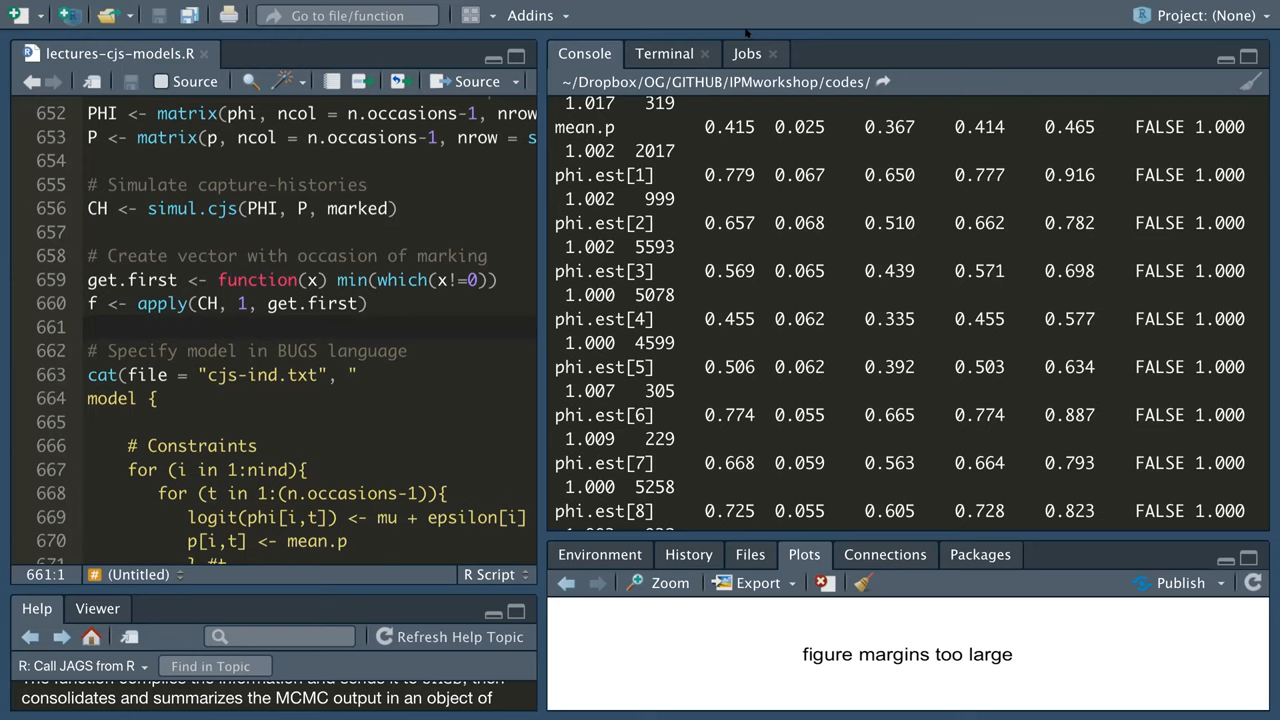 Go to file/function
Addins
Project: (None)
lectures-cjs-models.R
Source
Source
652 PHI <- matrix(phi, ncol = n.occasions-1, nrow
653 P <- matrix(p, ncol = n.occasions-1, nrow = s
654
655 # Simulate capture-histories
656 CH <- simul.cjs(PHI, P, marked)
657
658 # Create vector with occasion of marking
659 get.first <- function(x) min(which(x!=0))
660 f <- apply(CH, 1, get.first)
661
662 # Specify model in BUGS language
663 cat(file = "cjs-ind.txt", "
664 model {
665
666 # Constraints
667 for (i in 1:nind){
668 for (t in 1:(n.occasions-1)){
669 logit(phi[i,t]) <- mu + epsilon[i]
670 p[i,t] <- mean.p
671 } #t
661:1 # (Untitled) R Script
Help Viewer
Refresh Help Topic
R: Call JAGS from R Find in Topic
The function compiles the information and sends it to JAGS, then
consolidates and summarizes the MCMC output in an object of
Console Terminal Jobs
~/Dropbox/OG/GITHUB/IPMworkshop/codes/
1.017 319
mean.p 0.415 0.025 0.367 0.414 0.465 FALSE 1.000
1.002 2017
phi.est[1] 0.779 0.067 0.650 0.777 0.916 FALSE 1.000
1.002 999
phi.est[2] 0.657 0.068 0.510 0.662 0.782 FALSE 1.000
1.002 5593
phi.est[3] 0.569 0.065 0.439 0.571 0.698 FALSE 1.000
1.000 5078
phi.est[4] 0.455 0.062 0.335 0.455 0.577 FALSE 1.000
1.000 4599
phi.est[5] 0.506 0.062 0.392 0.503 0.634 FALSE 1.000
1.007 305
phi.est[6] 0.774 0.055 0.665 0.774 0.887 FALSE 1.000
1.009 229
phi.est[7] 0.668 0.059 0.563 0.664 0.793 FALSE 1.000
1.000 5258
phi.est[8] 0.725 0.055 0.605 0.728 0.823 FALSE 1.000
Environment History Files Plots Connections Packages
Zoom Export Publish
figure margins too large